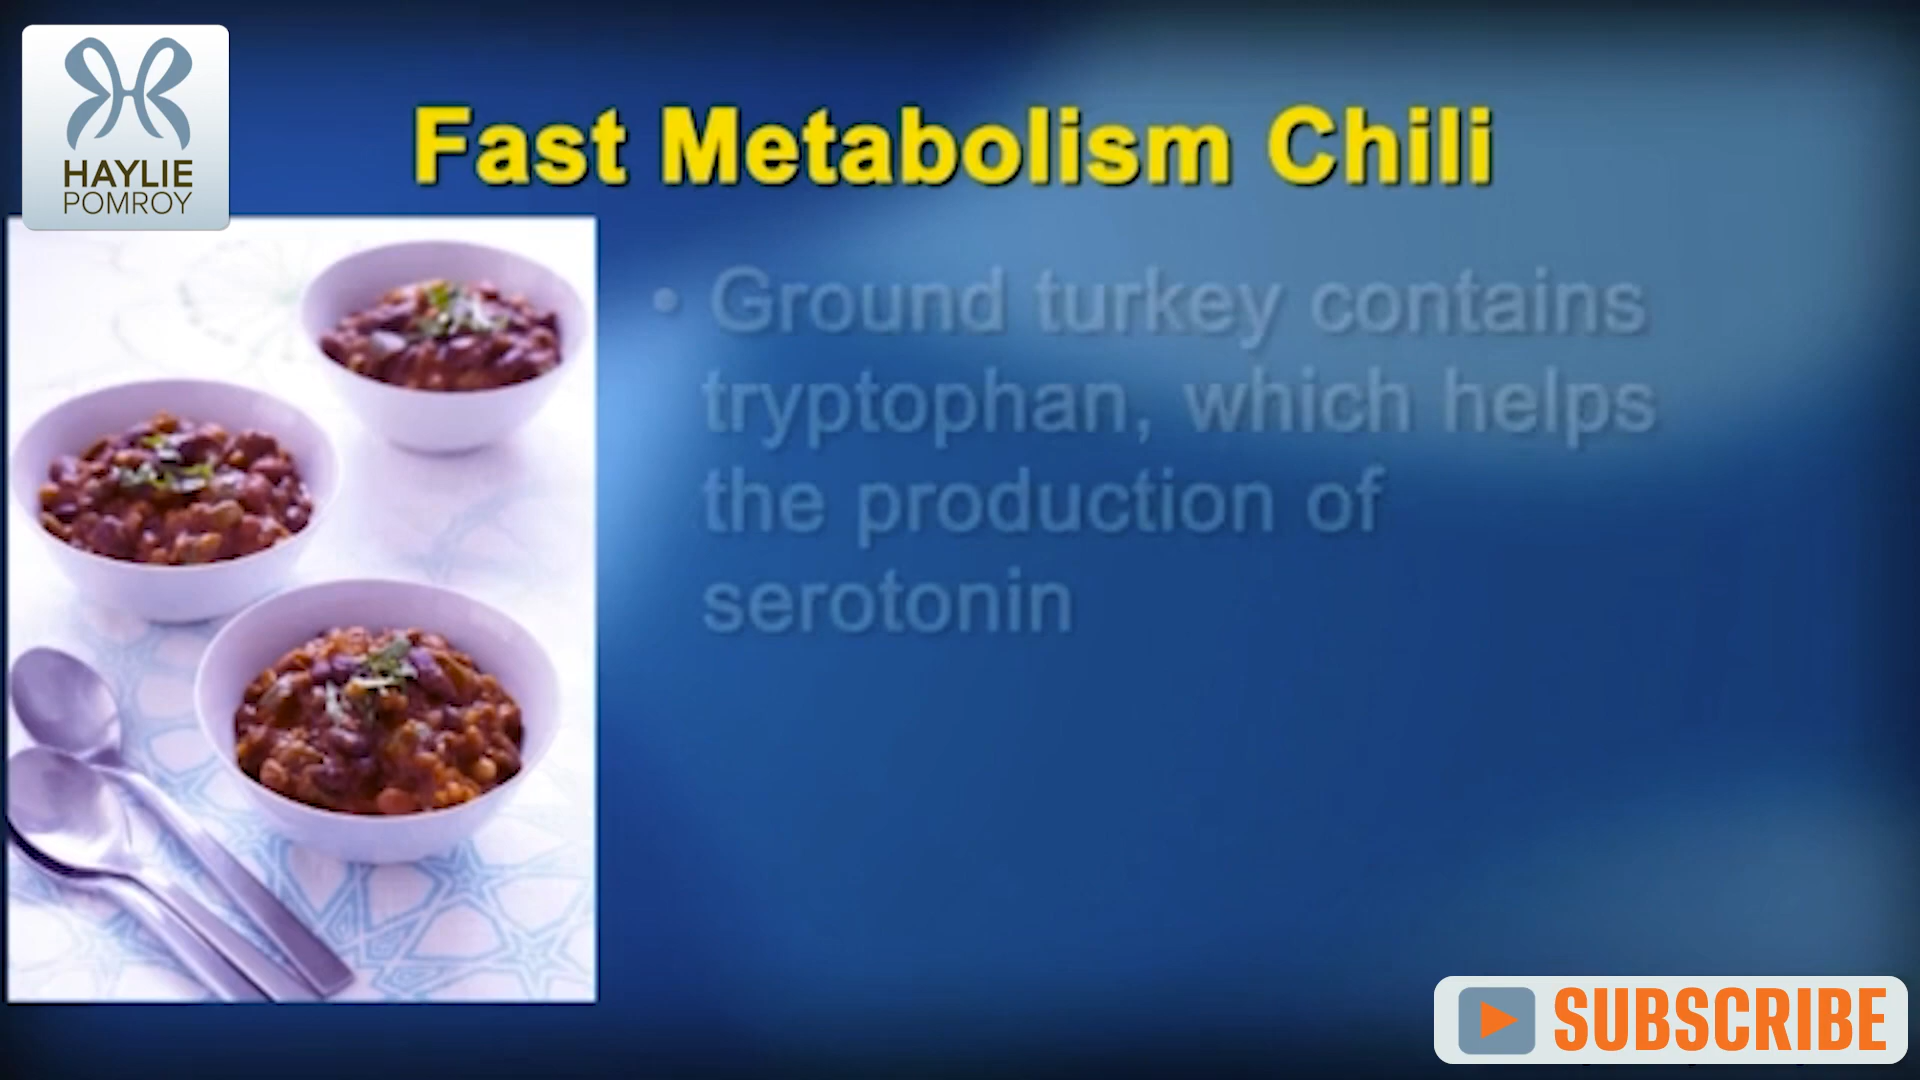 HAYLIE
POMROY
Fast Metabolism Chili
• Ground turkey contains
tryptophan, which helps
the production of
serotonin
SUBSCRIBE